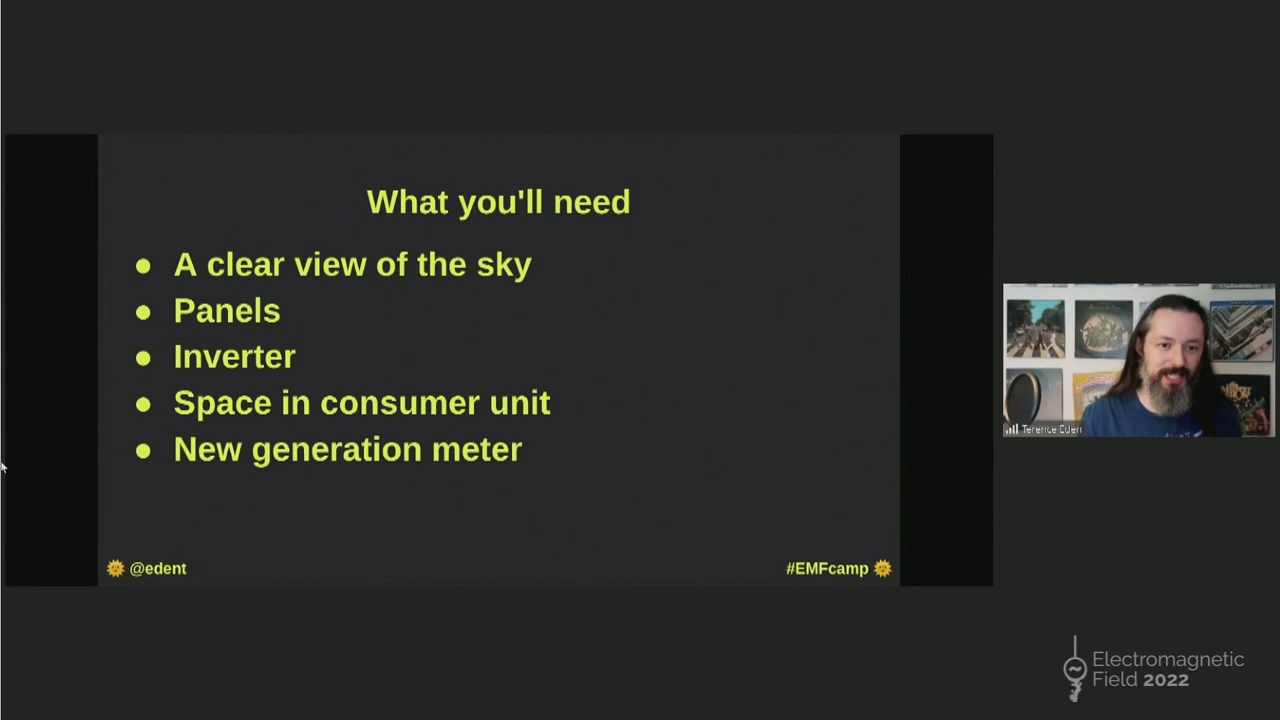 What you'll need
● A clear view of the sky
● Panels
● Inverter
● Space in consumer unit
● New generation meter
@edent
#EMFcamp
Terence Eden
Electromagnetic
Field 2022